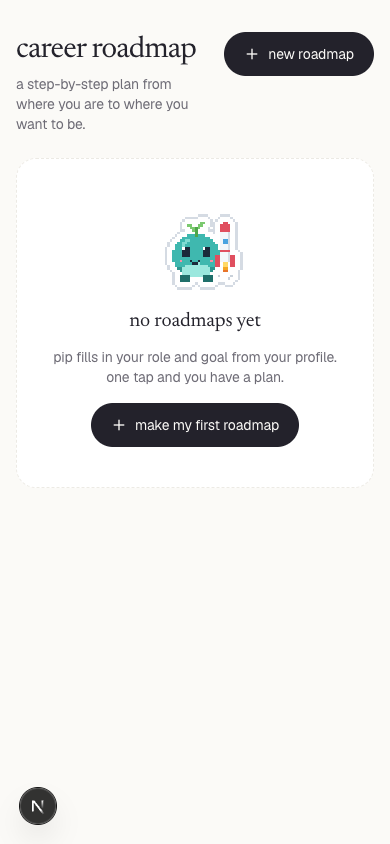 career roadmap
+ new roadmap
a step-by-step plan from
where you are to where you
want to be.
no roadmaps yet
pip fills in your role and goal from your profile.
one tap and you have a plan.
+ make my first roadmap
N